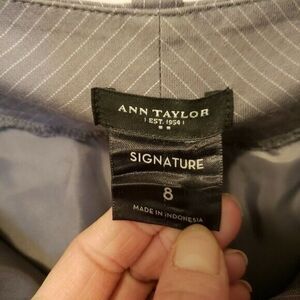 ANN TAYLOR
EST. 1954
SIGNATURE
8
MADE IN INDONESIA